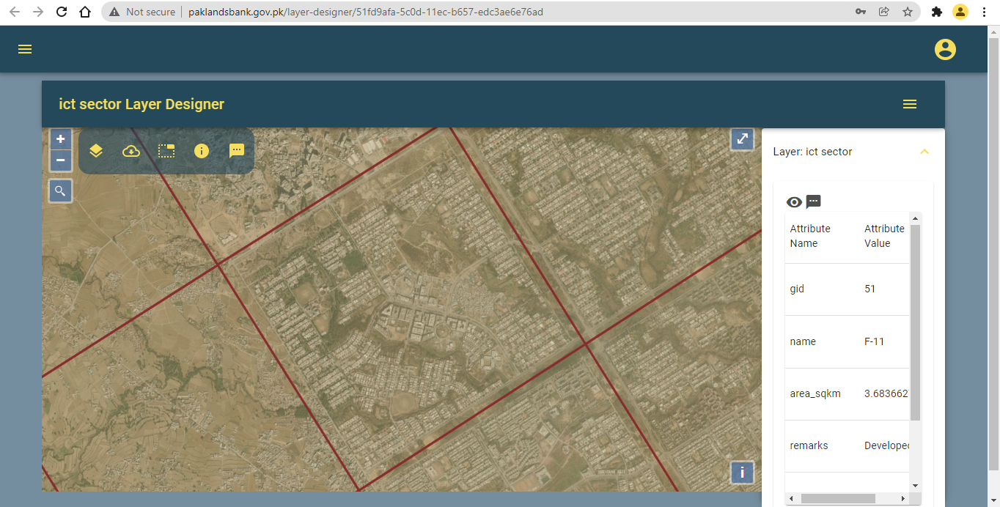 Not secure
paklandsbank.gov.pk/layer-designer/51fd9afa-5c0d-11ec-b657-edc3ae6e76ad
ict sector Layer Designer
+
−
i
Layer: ict sector
Attribute Name
Attribute Value
gid 51
name F-11
area_sqkm 3.683662
remarks Develope